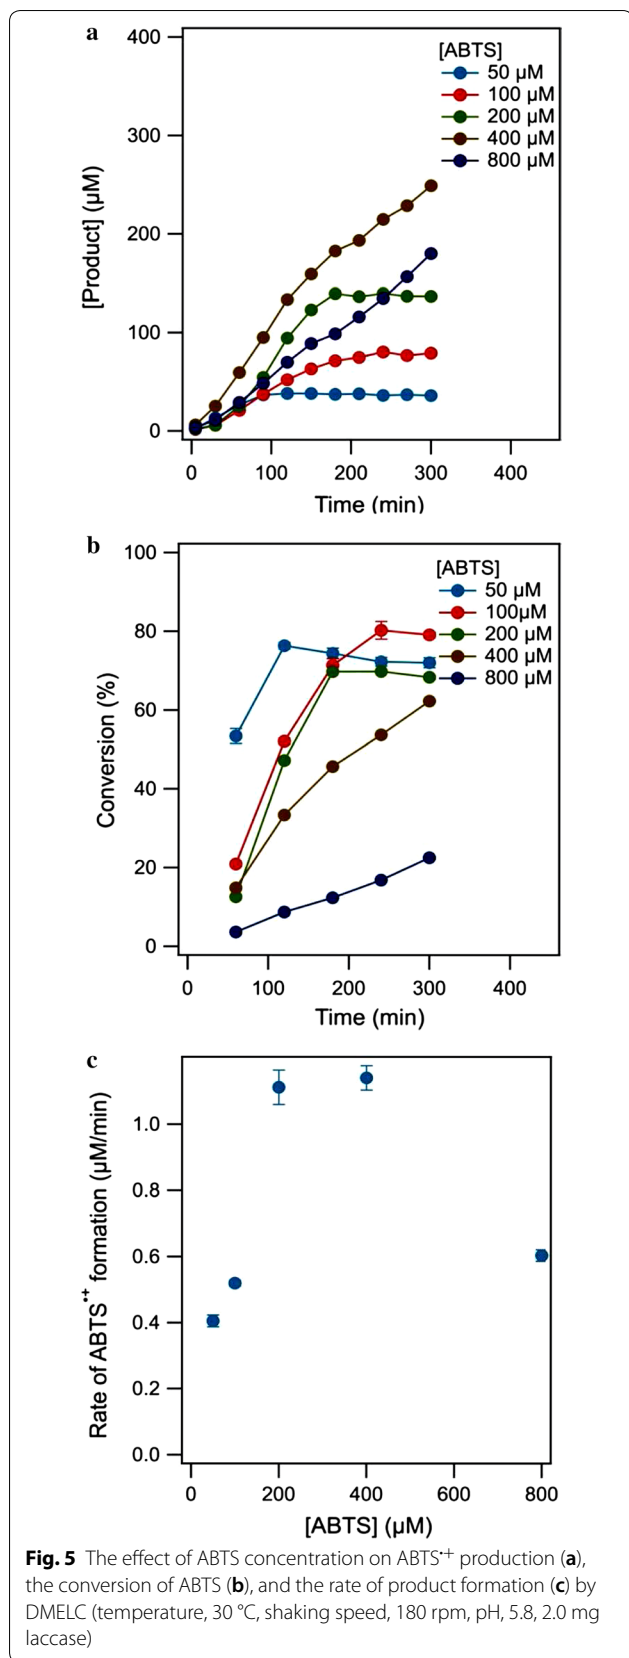 a
400
300
200
100
0
[Product] (µM)
[ABTS]
50 µM
100 µM
200 µM
400 µM
800 µM
0 100 200 300 400
Time (min)
b
100
80
60
40
20
0
Conversion (%)
[ABTS]
50 µM
100µM
200 µM
400 µM
800 µM
0 100 200 300 400
Time (min)
c
1.0
0.8
0.6
0.4
0.2
0.0
Rate of ABTS•+ formation (µM/min)
0 200 400 600 800
[ABTS] (µM)
Fig. 5 The effect of ABTS concentration on ABTS•+ production (a),
the conversion of ABTS (b), and the rate of product formation (c) by
DMELC (temperature, 30 °C, shaking speed, 180 rpm, pH, 5.8, 2.0 mg
laccase)